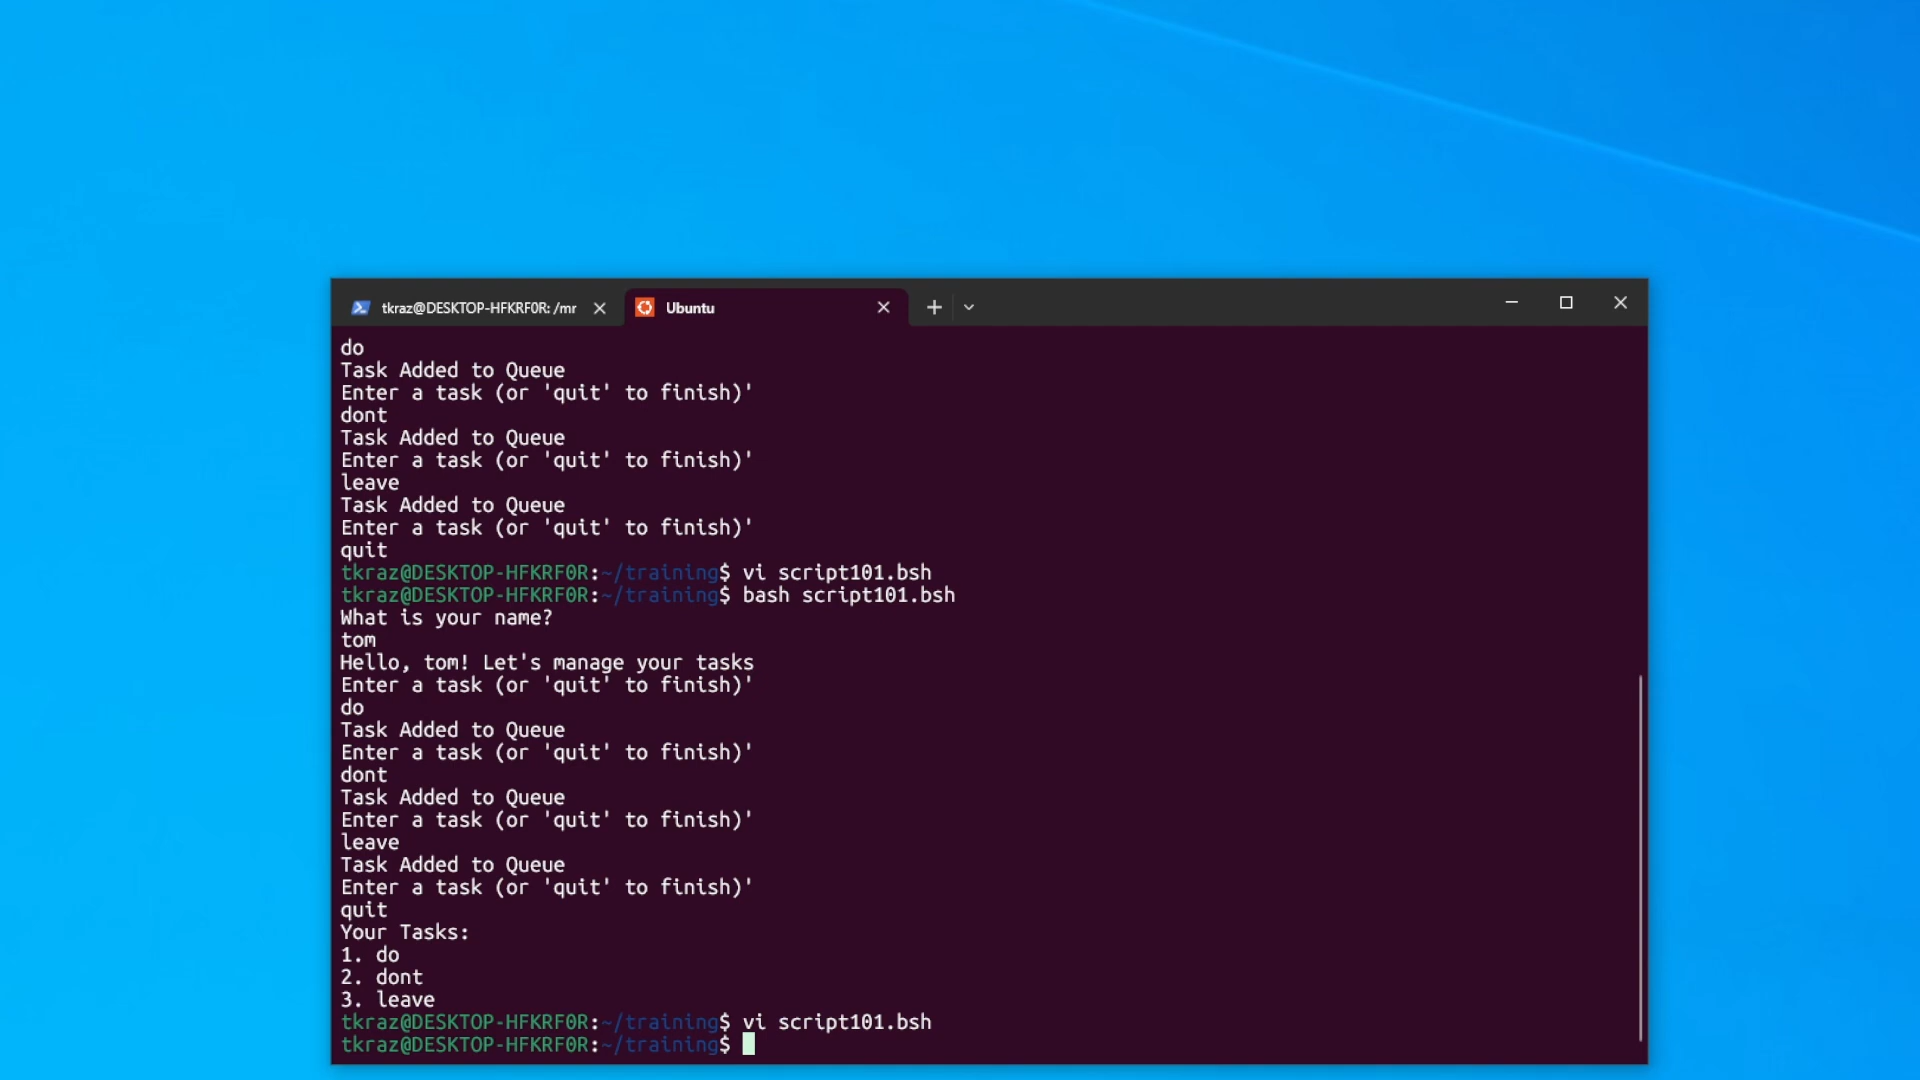 tkraz@DESKTOP-HFKRF0R: /mr
Ubuntu
do
Task Added to Queue
Enter a task (or 'quit' to finish)'
dont
Task Added to Queue
Enter a task (or 'quit' to finish)'
leave
Task Added to Queue
Enter a task (or 'quit' to finish)'
quit
tkraz@DESKTOP-HFKRF0R:~/training$ vi script101.bsh
tkraz@DESKTOP-HFKRF0R:~/training$ bash script101.bsh
What is your name?
tom
Hello, tom! Let's manage your tasks
Enter a task (or 'quit' to finish)'
do
Task Added to Queue
Enter a task (or 'quit' to finish)'
dont
Task Added to Queue
Enter a task (or 'quit' to finish)'
leave
Task Added to Queue
Enter a task (or 'quit' to finish)'
quit
Your Tasks:
1. do
2. dont
3. leave
tkraz@DESKTOP-HFKRF0R:~/training$ vi script101.bsh
tkraz@DESKTOP-HFKRF0R:~/training$